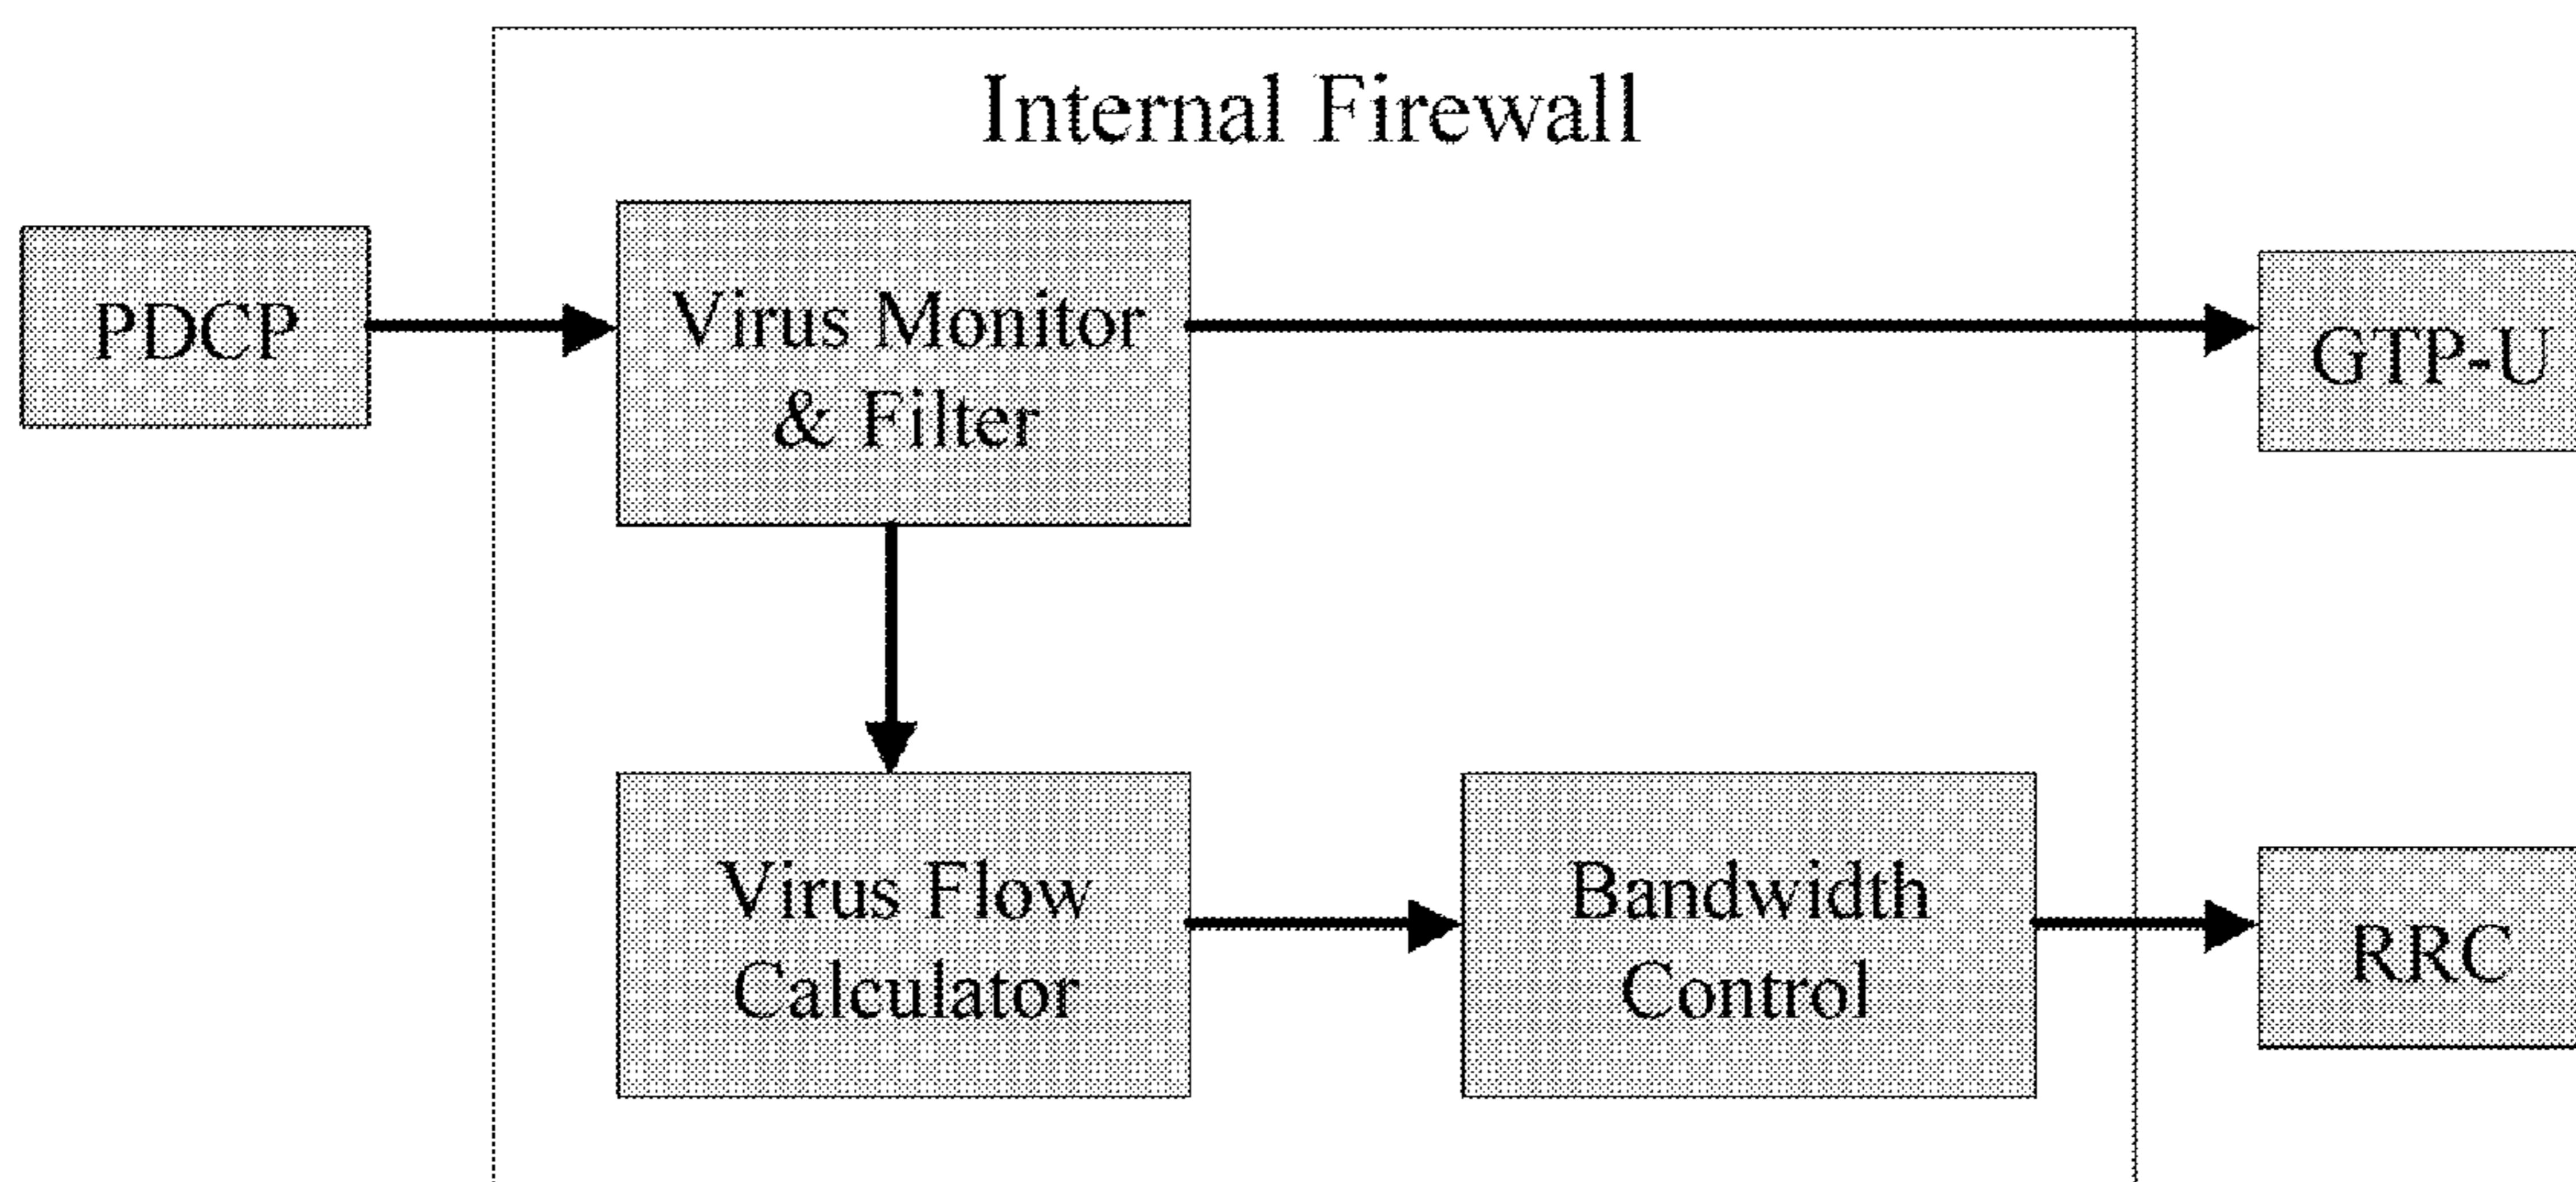 Internal Firewall
PDCP
Virus Monitor
& Filter
GTP-U
Virus Flow
Calculator
Bandwidth
Control
RRC